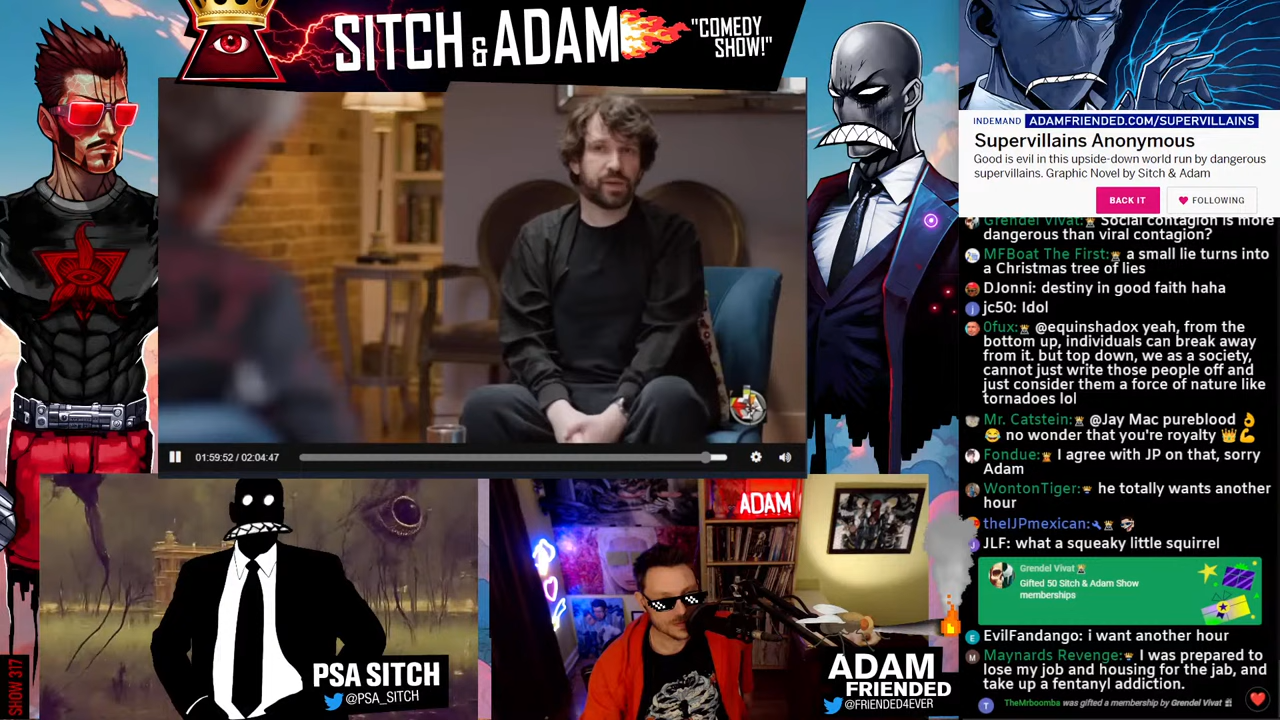 SITCH & ADAM
"COMEDY
SHOW!"
INDEMAND ADAMFRIENDED.COM/SUPERVILLAINS
Supervillains Anonymous
Good is evil in this upside-down world run by dangerous
supervillains. Graphic Novel by Sitch & Adam
BACK IT
FOLLOWING
Grendel Vivat: Social contagion is more
dangerous than viral contagion?
MFBoat The First: a small lie turns into
a Christmas tree of lies
DJonni: destiny in good faith haha
jc50: Idol
0fux: @equinshadox yeah, from the
bottom up, individuals can break away
from it. but top down, we as a society,
cannot just write those people off and
just consider them a force of nature like
tornadoes lol
Mr. Catstein: @Jay Mac pureblood 👌
😂 no wonder that you're royalty 👑💪
Fondue: I agree with JP on that, sorry
Adam
WontonTiger: he totally wants another
hour
theIJPmexican:
JLF: what a squeaky little squirrel
Grendel Vivat
Gifted 50 Sitch & Adam Show
memberships
EvilFandango: i want another hour
Maynards Revenge: I was prepared to
lose my job and housing for the jab, and
take up a fentanyl addiction.
TheMrboomba was gifted a membership by Grendel Vivat
01:59:52 / 02:04:47
PSA SITCH
@PSA_SITCH
ADAM
ADAM
FRIENDED
@FRIENDED4EVER
SHOW 317